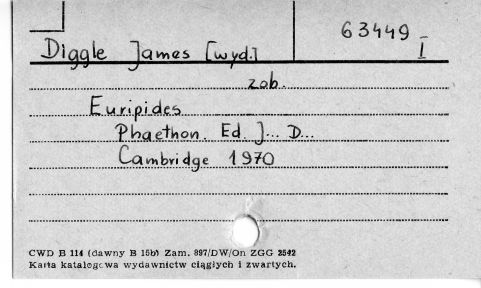 63449 I
Diggle James [wyd.]
zob.
Euripides
Phaethon. Ed. J... D...
Cambridge 1970
CWD B 114 (dawny B 15b) Zam. 897/DW/On ZGG 2542
Karta katalogowa wydawnictw ciągłych i zwartych.